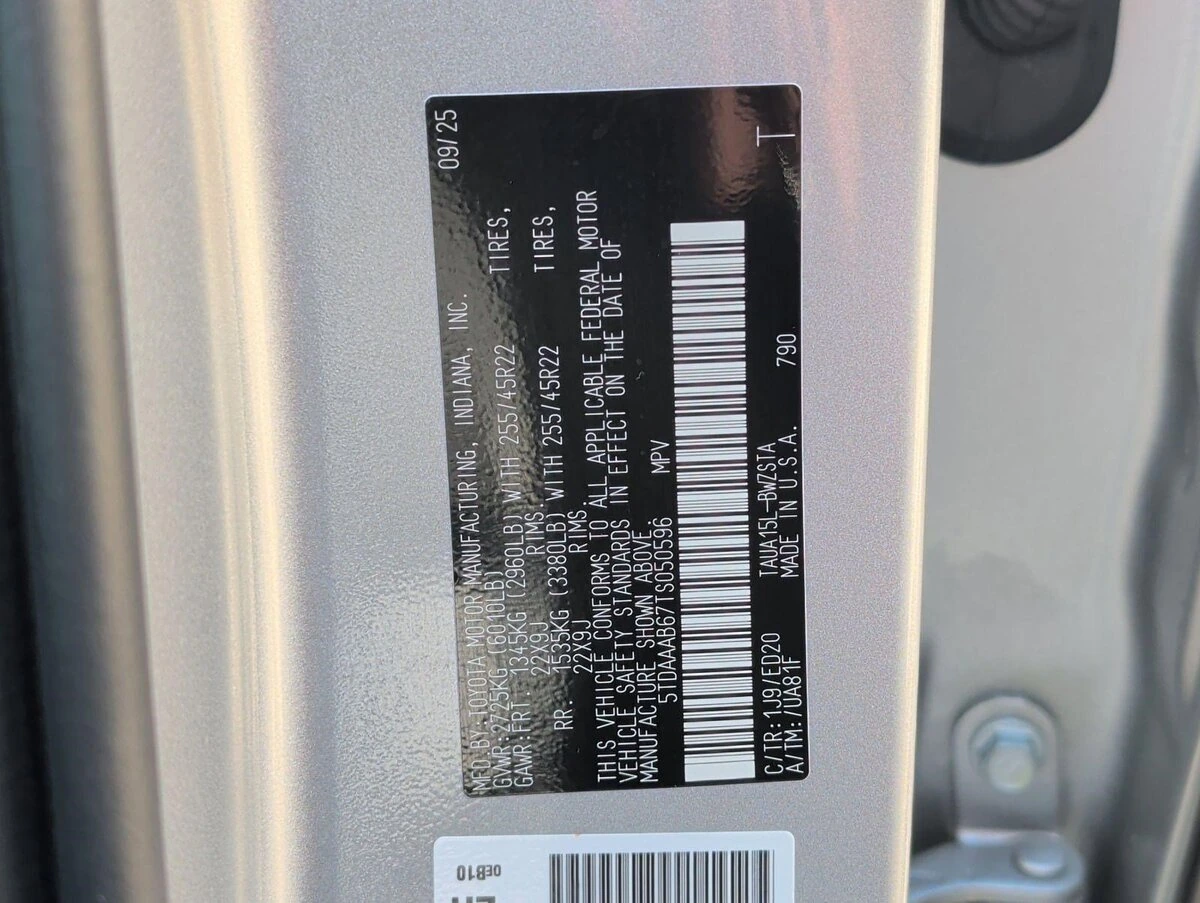 MFD.BY:TOYOTA MOTOR MANUFACTURING, INDIANA, INC. 09/25
GVWR 2725KG (6010LB)
GAWR FRT. 1345KG (2960LB) WITH 255/45R22 TIRES,
22X9J RIMS
RR. 1535KG (3380LB) WITH 255/45R22 TIRES,
22X9J RIMS
THIS VEHICLE CONFORMS TO ALL APPLICABLE FEDERAL MOTOR
VEHICLE SAFETY STANDARDS IN EFFECT ON THE DATE OF
MANUFACTURE SHOWN ABOVE.
5TDAAAB67TS050596 MPV
C/TR:1J9/ED20 TAUA15L-BWZSTA T
A/TM:/UA81F MADE IN U.S.A. 790
0EB10